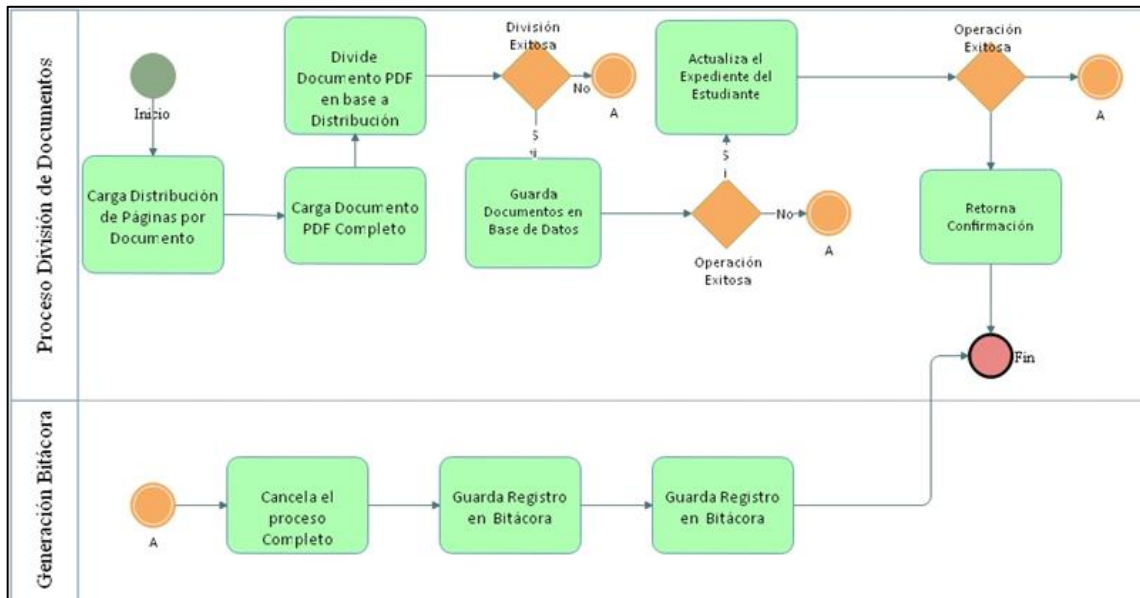 Proceso División de Documentos
Inicio
Carga Distribución
de Páginas por
Documento
Carga Documento
PDF Completo
Divide
Documento PDF
en base a
Distribución
División
Exitosa
No
A
Si
Guarda
Documentos en
Base de Datos
Operación
Exitosa
No
A
Si
Actualiza el
Expediente del
Estudiante
Operación
Exitosa
A
Retorna
Confirmación
Fin
Generación Bitácora
A
Cancela el
proceso
Completo
Guarda Registro
en Bitácora
Guarda Registro
en Bitácora